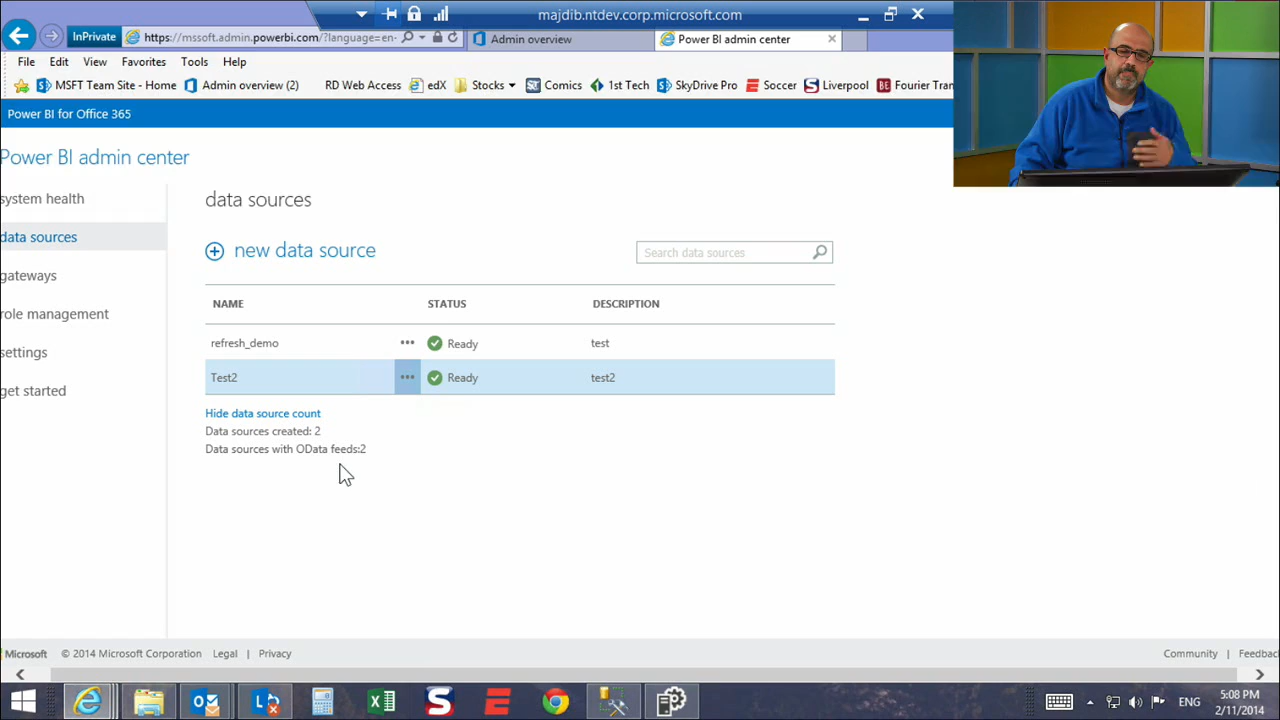 majdib.ntdev.corp.microsoft.com
InPrivate https://mssoft.admin.powerbi.com/?language=en- Admin overview Power BI admin center
File Edit View Favorites Tools Help
MSFT Team Site - Home Admin overview (2) RD Web Access edX Stocks Comics 1st Tech SkyDrive Pro Soccer Liverpool Fourier Tran
Power BI for Office 365
Power BI admin center
system health
data sources
gateways
role management
settings
get started
data sources
new data source
Search data sources
NAME STATUS DESCRIPTION
refresh_demo ••• Ready test
Test2 ••• Ready test2
Hide data source count
Data sources created: 2
Data sources with OData feeds:2
Microsoft © 2014 Microsoft Corporation Legal | Privacy Community | Feedbac
ENG 5:08 PM
2/11/2014